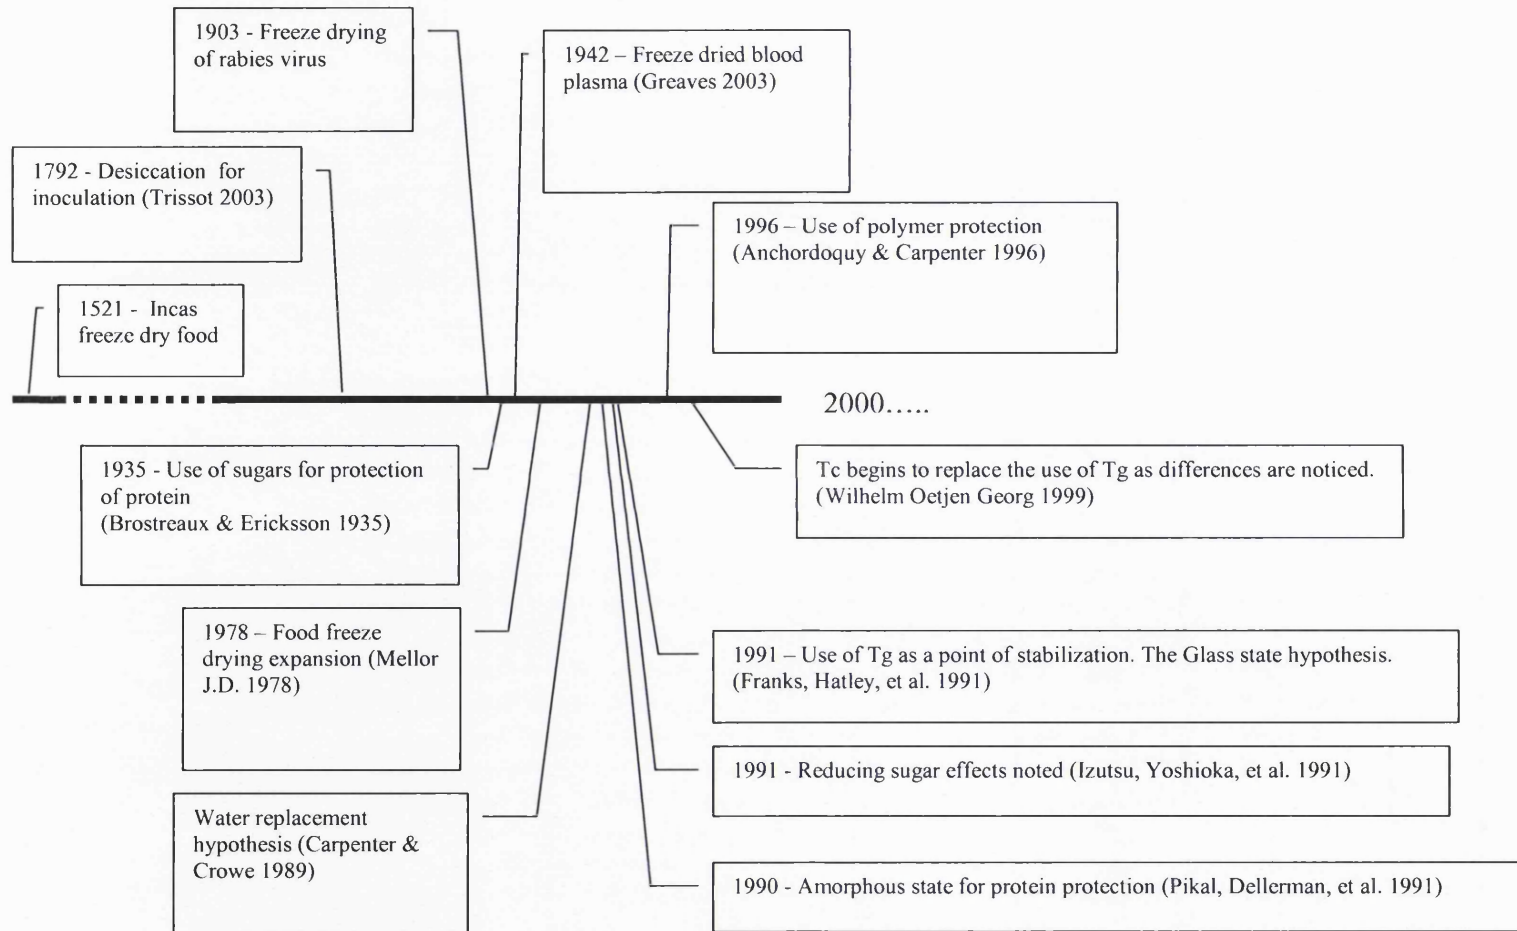 1903 - Freeze drying
of rabies virus
1942 – Freeze dried blood
plasma (Greaves 2003)
1792 - Desiccation for
inoculation (Trissot 2003)
1996 – Use of polymer protection
(Anchordoquy & Carpenter 1996)
1521 - Incas
freeze dry food
2000.....
1935 - Use of sugars for protection
of protein
(Brostreaux & Ericksson 1935)
Tc begins to replace the use of Tg as differences are noticed.
(Wilhelm Oetjen Georg 1999)
1978 – Food freeze
drying expansion (Mellor
J.D. 1978)
1991 – Use of Tg as a point of stabilization. The Glass state hypothesis.
(Franks, Hatley, et al. 1991)
1991 - Reducing sugar effects noted (Izutsu, Yoshioka, et al. 1991)
Water replacement
hypothesis (Carpenter &
Crowe 1989)
1990 - Amorphous state for protein protection (Pikal, Dellerman, et al. 1991)